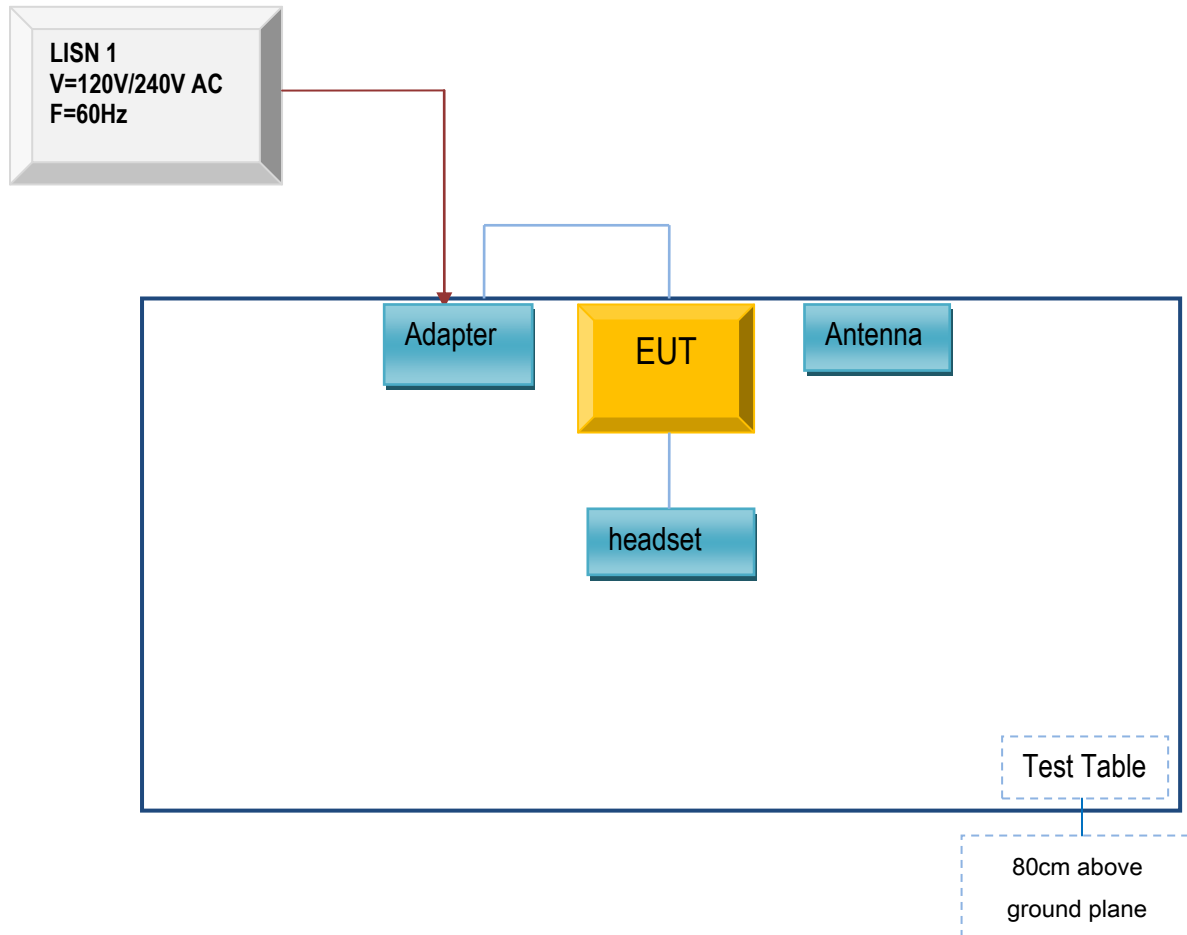 LISN 1
V=120V/240V AC
F=60Hz
Adapter
EUT
Antenna
headset
Test Table
80cm above
ground plane